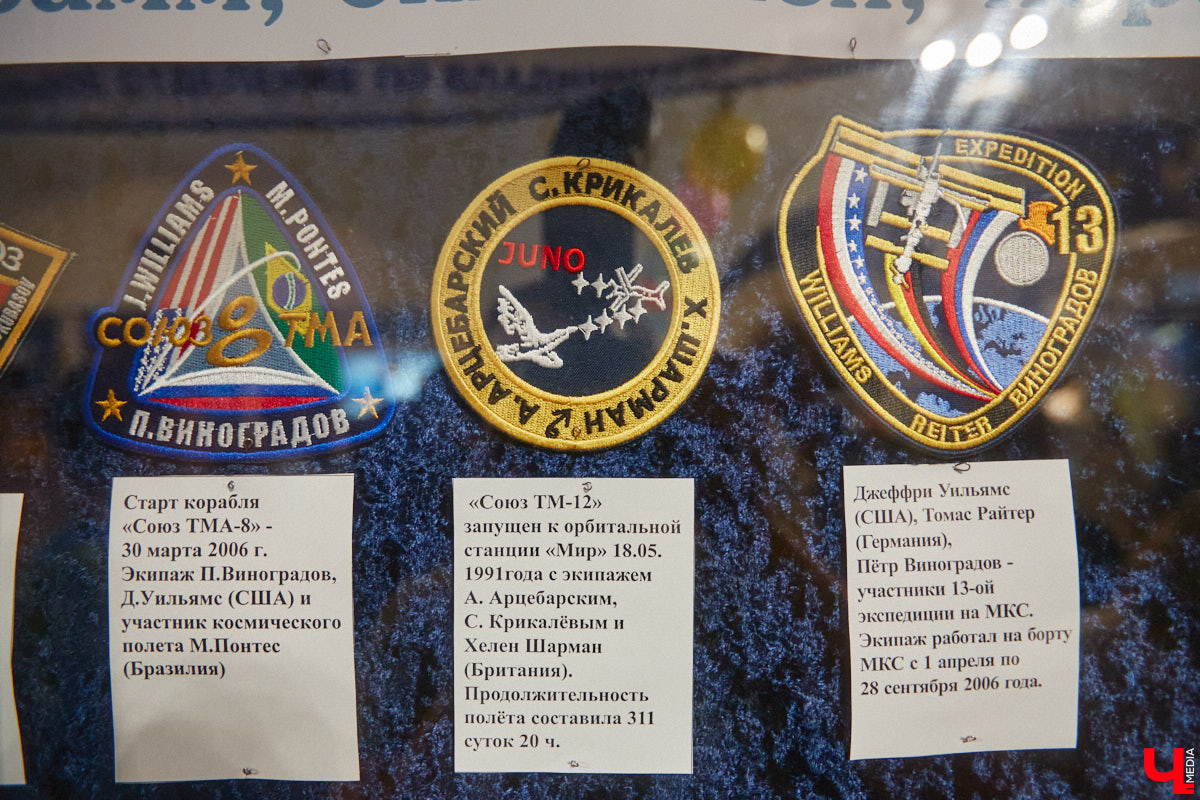 EXPEDITION
13
WILLIAMS
REITER
ВИНОГРАДОВ
J.WILLIAMS
M.PONTES
СОЮЗ 8 ТМА
П.ВИНОГРАДОВ
А.АРЦЕБАРСКИЙ С.КРИКАЛЕВ Х.ШАРМАН
JUNO
Старт корабля
«Союз ТМА-8» -
30 марта 2006 г.
Экипаж П.Виноградов,
Д.Уильямс (США) и
участник космического
полета М.Понтес
(Бразилия)
«Союз ТМ-12»
запущен к орбитальной
станции «Мир» 18.05.
1991года с экипажем
А. Арцебарским,
С. Крикалёвым и
Хелен Шарман
(Британия).
Продолжительность
полёта составила 311
суток 20 ч.
Джеффри Уильямс
(США), Томас Райтер
(Германия),
Пётр Виноградов -
участники 13-ой
экспедиции на МКС.
Экипаж работал на борту
МКС с 1 апреля по
28 сентября 2006 года.
Ч MEDIA